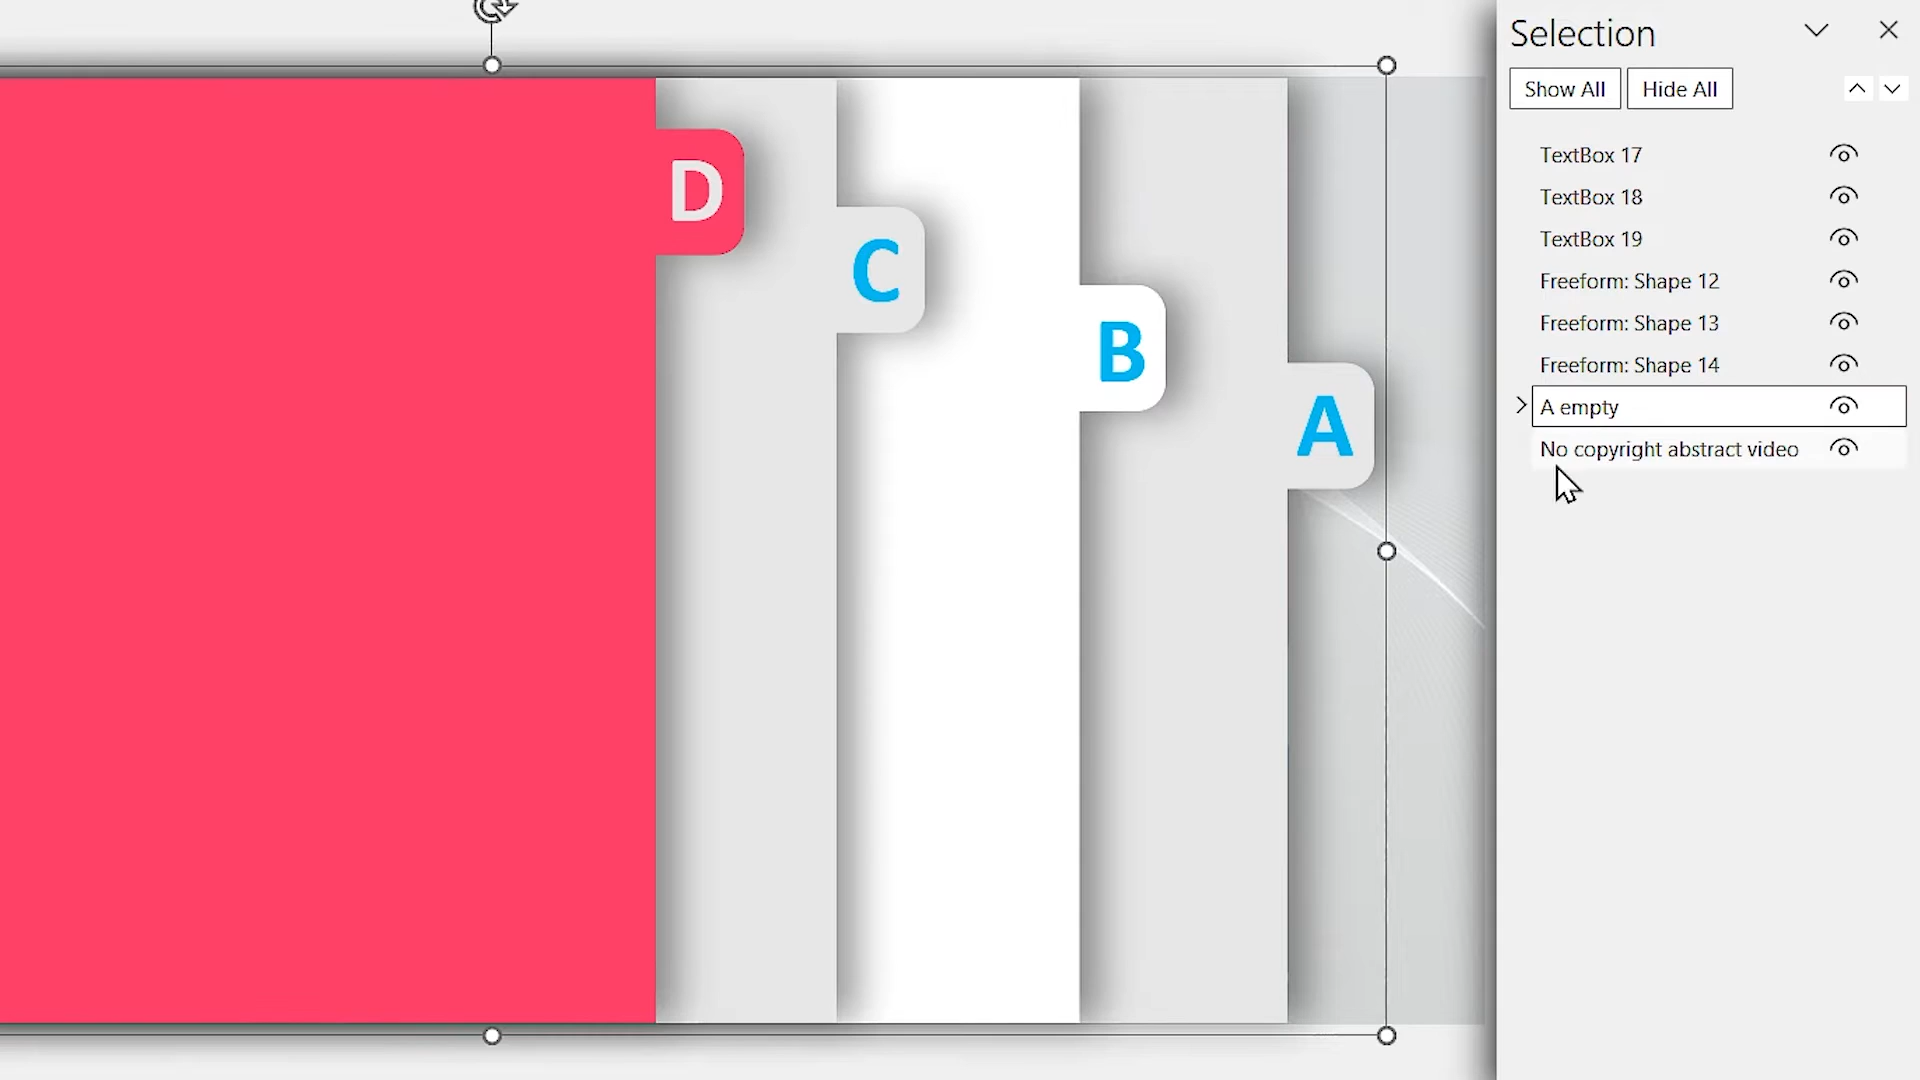 Selection
Show All
Hide All
TextBox 17
TextBox 18
TextBox 19
Freeform: Shape 12
Freeform: Shape 13
Freeform: Shape 14
A empty
No copyright abstract video
D
C
B
A